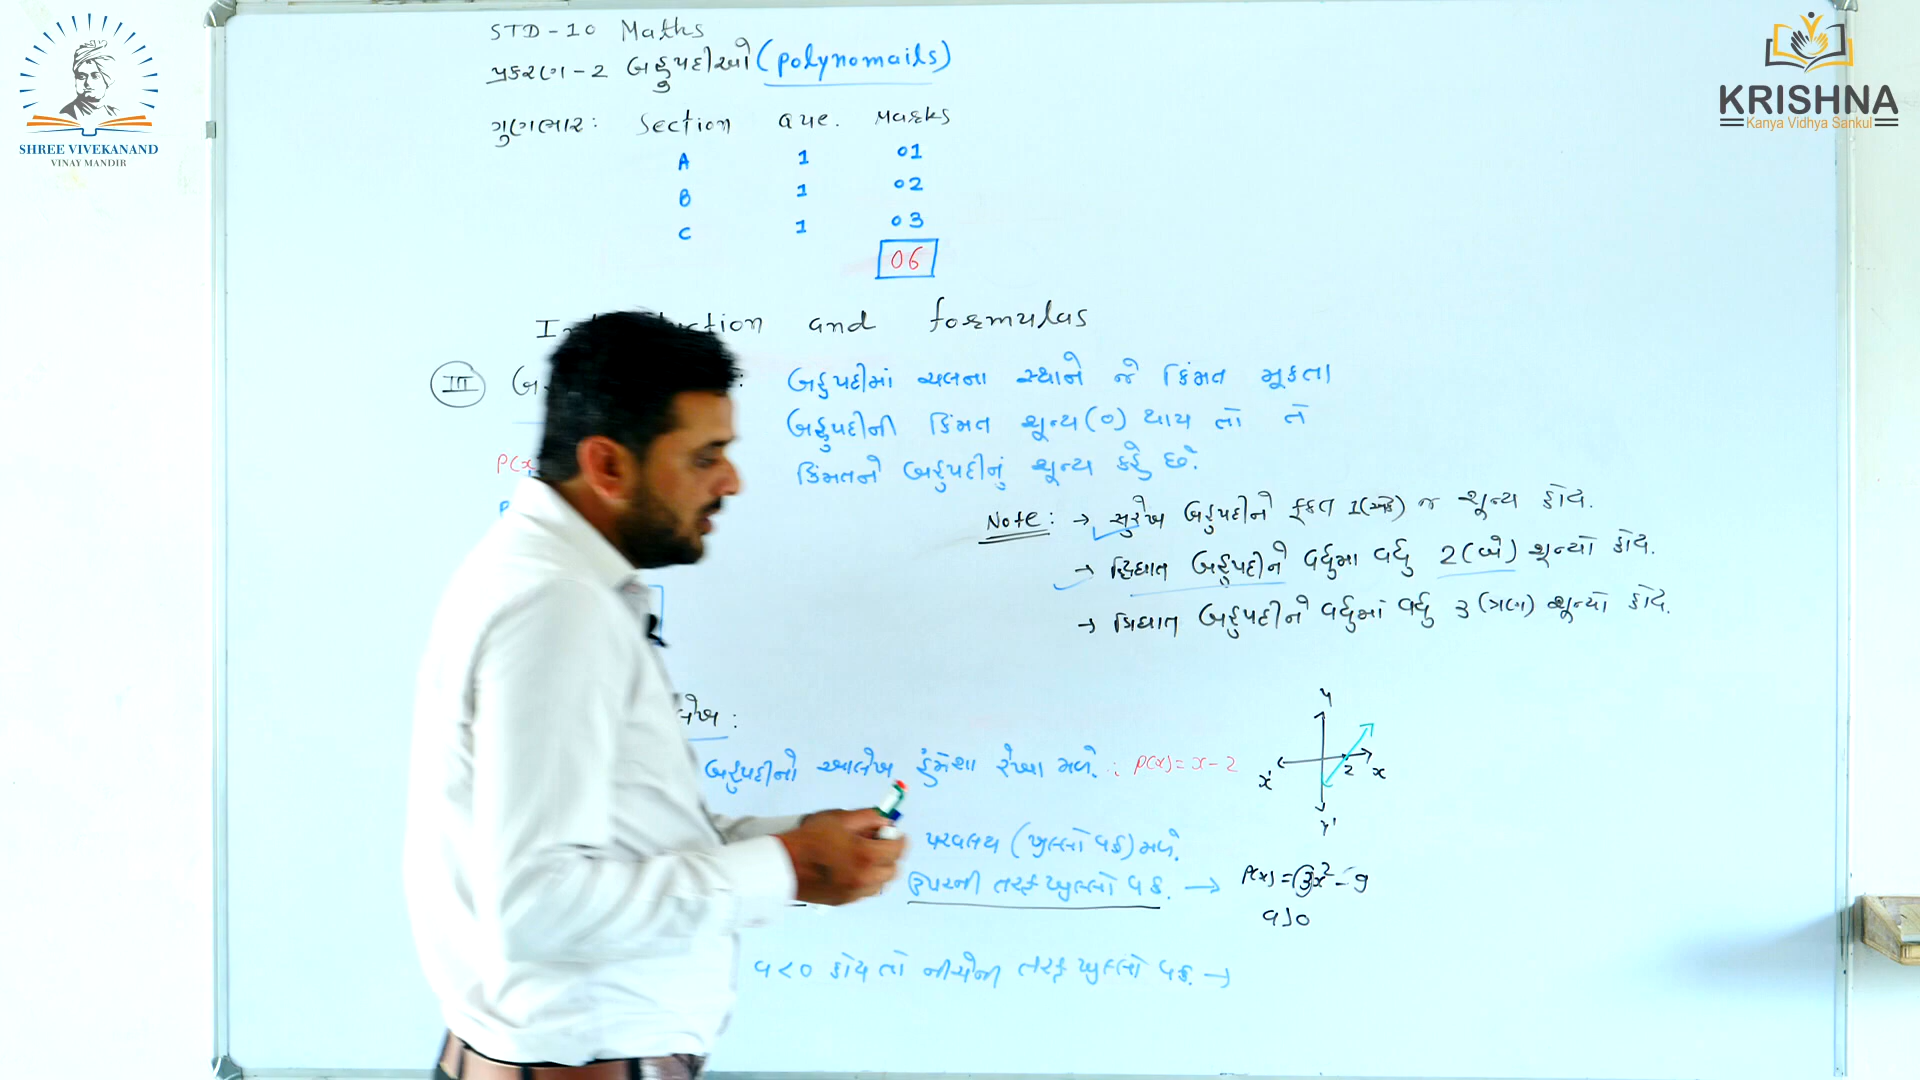 SHREE VIVEKANAND
VINAY MANDIR
KRISHNA
Kanya Vidhya Sankul
STD-10 Maths
પ્રકરણ-2 બહુપદીઓ (polynomails)
ગુણભાર: Section Que. Marks
A 1 01
B 1 02
C 1 03
06
and formulas
III
બહુપદીમાં ચલના સ્થાને જે કિંમત મૂકતા
બહુપદીની કિંમત શૂન્ય(0) થાય તો તે
P(x
કિંમતને બહુપદીનું શૂન્ય કહે છે.
Note: → સુરેખ બહુપદીને ફક્ત 1(એક) જ શૂન્ય હોય.
→ દ્વિઘાત બહુપદીને વધુમાં વધુ 2(બે) શૂન્યો હોય.
→ ત્રિઘાત બહુપદીને વધુમાં વધુ 3(ત્રણ) શૂન્યો હોય.
બહુપદીનો આલેખ હંમેશા રેખા મળે. P(x)=x-2
y
x' 2 x
y'
પરવલય (ખુલ્લો વક્ર) મળે.
ઉપરની તરફ ખુલ્લો વક્ર. → P(x)=3x²-9
a>0
a<0 હોય તો નીચેની તરફ ખુલ્લો વક્ર. →